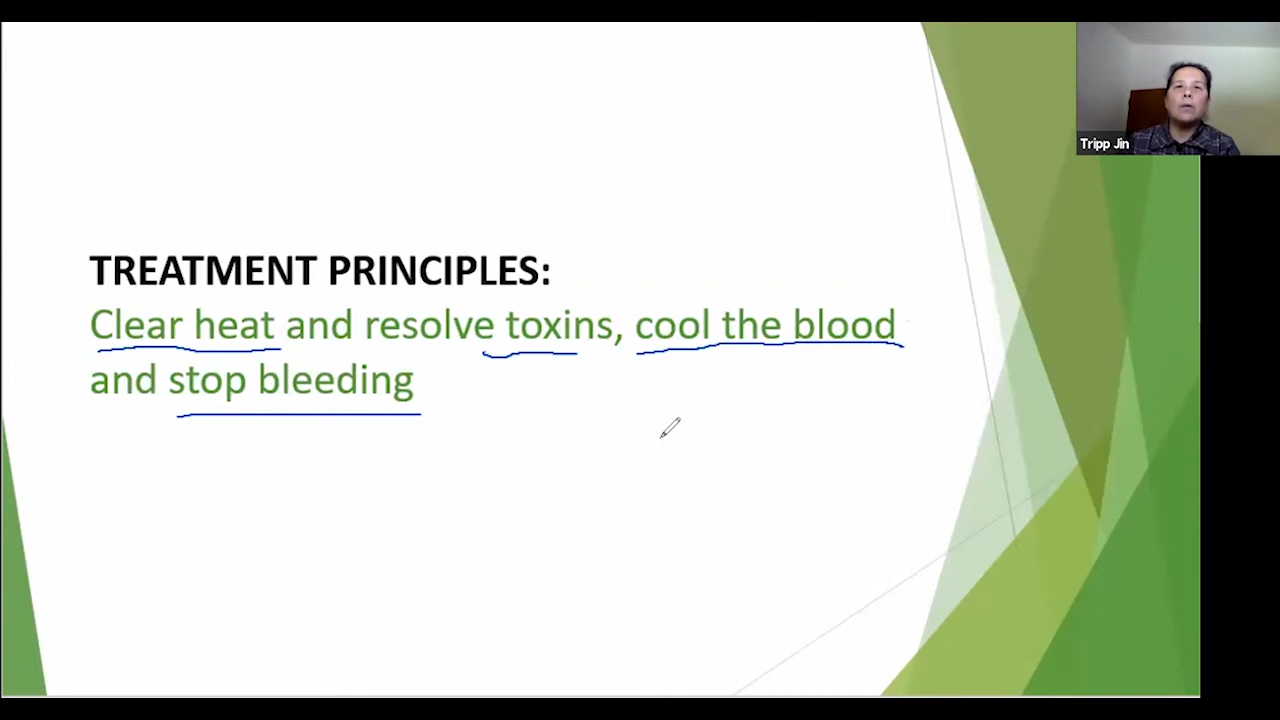 Tripp Jin
TREATMENT PRINCIPLES:
Clear heat and resolve toxins, cool the blood
and stop bleeding